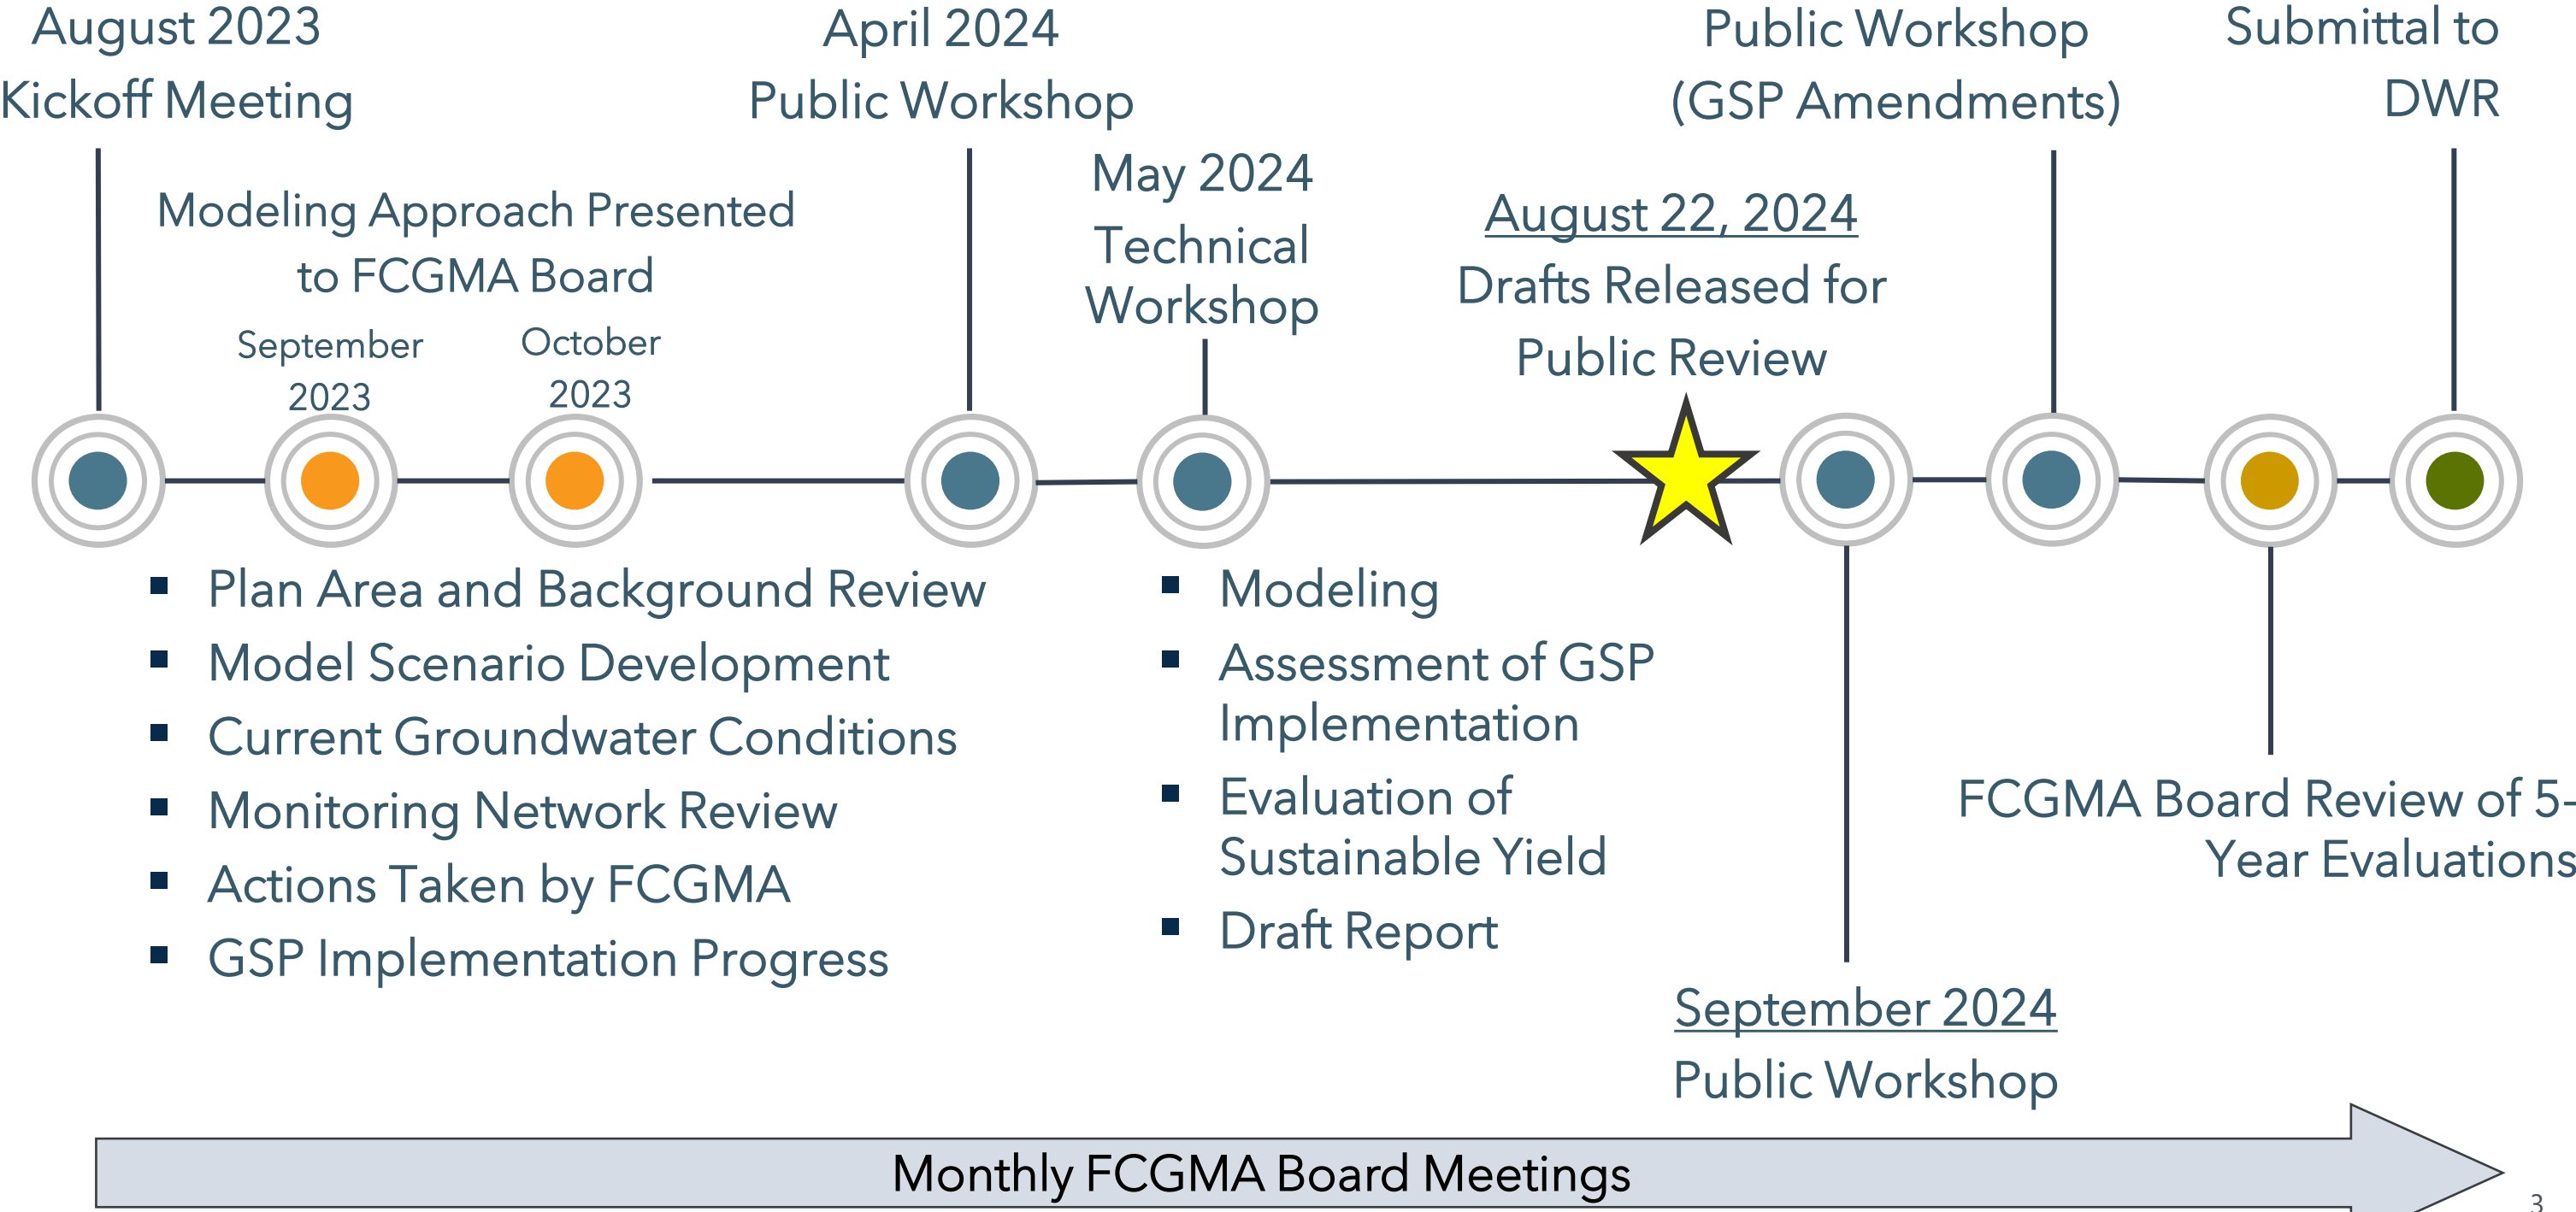 August 2023
Kickoff Meeting
Modeling Approach Presented
to FCGMA Board
September
2023
October
2023
April 2024
Public Workshop
May 2024
Technical
Workshop
August 22, 2024
Drafts Released for
Public Review
Public Workshop
(GSP Amendments)
Submittal to
DWR
▪ Plan Area and Background Review
▪ Model Scenario Development
▪ Current Groundwater Conditions
▪ Monitoring Network Review
▪ Actions Taken by FCGMA
▪ GSP Implementation Progress
▪ Modeling
▪ Assessment of GSP
Implementation
▪ Evaluation of
Sustainable Yield
▪ Draft Report
September 2024
Public Workshop
FCGMA Board Review of 5-
Year Evaluations
Monthly FCGMA Board Meetings
3